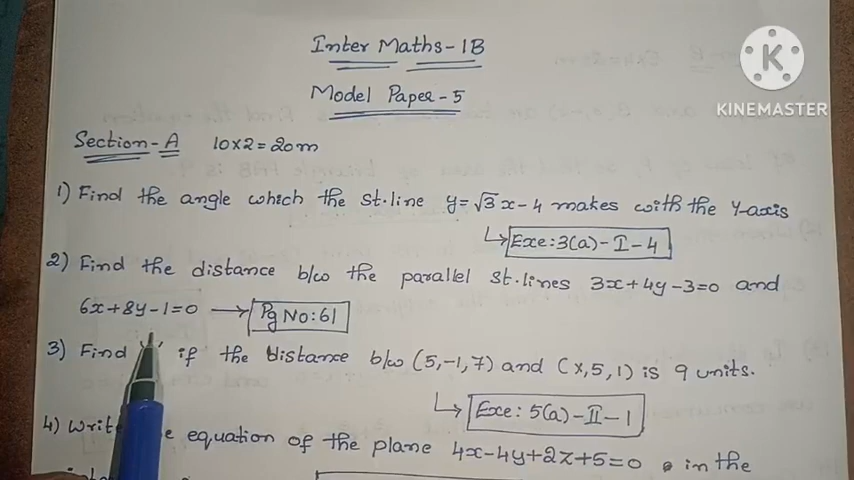 Inter Maths-1B
Model Paper-5
K
KINEMASTER
Section-A 10×2=20m
1) Find the angle which the st.line y=√3x-4 makes with the Y-axis
Exe:3(a)-I-4
2) Find the distance b/w the parallel st.lines 3x+4y-3=0 and
6x+8y-1=0 → Pg No:61
3) Find if the distance b/w (5,-1,7) and (x,5,1) is 9 units.
Exe: 5(a)-II-1
4) Write equation of the plane 4x-4y+2z+5=0 in the